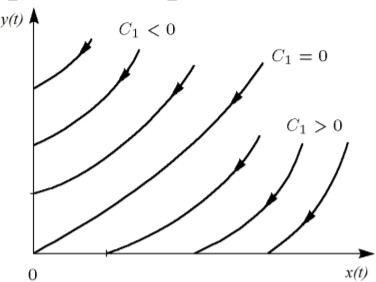 y(t)
C₁ < 0
C₁ = 0
C₁ > 0
0
x(t)